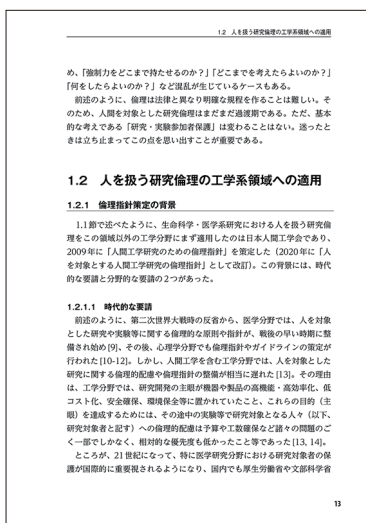 1.2 人を扱う研究倫理の工学系領域への適用
め、「強制力をどこまで持たせるのか？」「どこまでを考えたらよいのか？」
「何をしたらよいのか？」など混乱が生じているケースもある。
前述のように、倫理は法律と異なり明確な規程を作ることは難しい。そ
のため、人間を対象とした研究倫理はまだまだ過渡期である。ただ、基本
的な考えである「研究・実験参加者保護」は変わることはない。迷ったと
きは立ち止まってこの点を思い出すことが重要である。
1.2 人を扱う研究倫理の工学系領域への適用
1.2.1 倫理指針策定の背景
1.1節で述べたように、生命科学・医学系研究における人を扱う研究倫
理をこの領域以外の工学分野にまず適用したのは日本人間工学会であり、
2009年に「人間工学研究のための倫理指針」を策定した（2020年に「人
を対象とする人間工学研究の倫理指針」として改訂）。この背景には、時代
的な要請と分野的な要請の2つがあった。
1.2.1.1 時代的な要請
前述のように、第二次世界大戦時の反省から、医学分野では、人を対象
とした研究や実験等に関する倫理的な原則や指針が、戦後の早い時期に整
備され始め[9]、その後、心理学分野でも倫理指針やガイドラインの策定が
行われた[10-12]。しかし、人間工学を含む工学分野では、人を対象とした
研究に関する倫理的配慮や倫理指針の整備が相当に遅れた[13]。その理由
は、工学分野では、研究開発の主眼が機器や製品の高機能・高効率化、低
コスト化、安全確保、環境保全等に置かれていたこと、これらの目的（主
眼）を達成するためには、その途中の実験等で研究対象となる人々（以下、
研究対象者と記す）への倫理的配慮は予算や工数確保など諸々の問題のご
く一部でしかなく、相対的な優先度も低かったこと等であった[13, 14]。
ところが、21世紀になって、特に医学研究分野における研究対象者の保
護が国際的に重要視されるようになり、国内でも厚生労働省や文部科学省
13